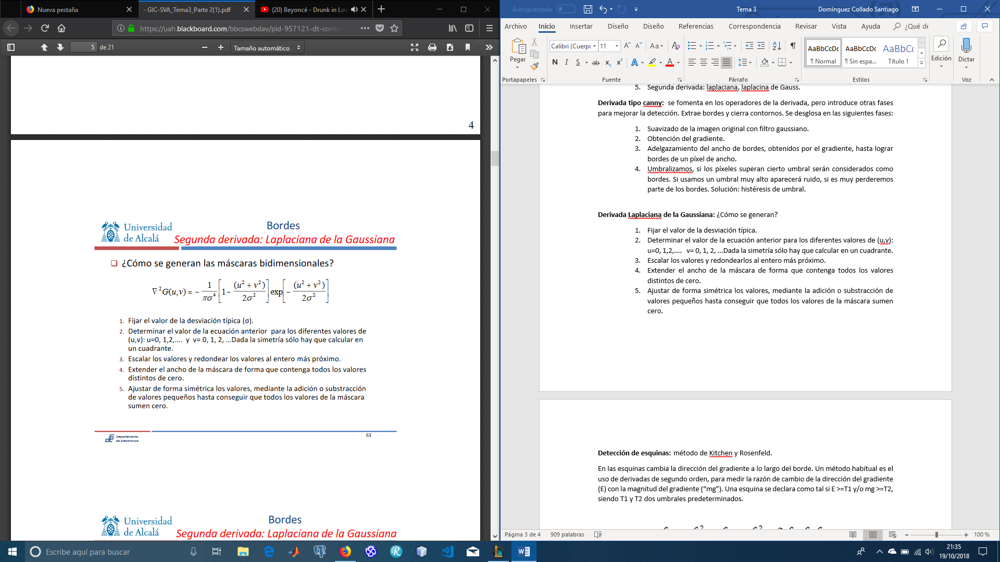 Nueva pestaña
- GIC-SVA_Tema3_Parte 2(1).pdf
(20) Beyoncé - Drunk in Lov
https://uah.blackboard.com/bbcswebdav/pid-957121-dt-conte
5 de 21
Tamaño automático
4
Universidad
de Alcalá
Bordes
Segunda derivada: Laplaciana de la Gaussiana
¿Cómo se generan las máscaras bidimensionales?
∇²G(u,v) = - 1/πσ⁴ [1 - (u² + v²)/2σ²] exp[- (u² + v²)/2σ²]
1. Fijar el valor de la desviación típica (σ).
2. Determinar el valor de la ecuación anterior para los diferentes valores de
(u,v): u=0, 1,2,.... y v= 0, 1, 2, ...Dada la simetría sólo hay que calcular en
un cuadrante.
3. Escalar los valores y redondear los valores al entero más próximo.
4. Extender el ancho de la máscara de forma que contenga todos los valores
distintos de cero.
5. Ajustar de forma simétrica los valores, mediante la adición o substracción
de valores pequeños hasta conseguir que todos los valores de la máscara
sumen cero.
Departamento
de Electrónica
63
Universidad
de Alcalá
Bordes
Segunda derivada: Laplaciana de la Gaussiana
Autoguardado
Tema 3
Domínguez Collado Santiago
Archivo Inicio Insertar Diseño Diseño Referencias Correspondencia Revisar Vista Ayuda ¿Qué de
Pegar
Calibri (Cuerpo 11
N K S ab x₂ x²
Aa
AaBbCcDc AaBbCcDc AaBbCc
¶ Normal ¶ Sin espa... Título 1
Edición
Dictar
Portapapeles Fuente Párrafo Estilos Voz
5. Segunda derivada: laplaciana, laplacina de Gauss.
Derivada tipo canny: se fomenta en los operadores de la derivada, pero introduce otras fases
para mejorar la detección. Extrae bordes y cierra contornos. Se desglosa en las siguientes fases:
1. Suavizado de la imagen original con filtro gaussiano.
2. Obtención del gradiente.
3. Adelgazamiento del ancho de bordes, obtenidos por el gradiente, hasta lograr
bordes de un píxel de ancho.
4. Umbralizamos, si los píxeles superan cierto umbral serán considerados como
bordes. Si usamos un umbral muy alto aparecerá ruido, si es muy perderemos
parte de los bordes. Solución: histéresis de umbral.
Derivada Laplaciana de la Gaussiana: ¿Cómo se generan?
1. Fijar el valor de la desviación típica.
2. Determinar el valor de la ecuación anterior para los diferentes valores de (u,v):
u=0, 1,2,.... v= 0, 1, 2, ...Dada la simetría sólo hay que calcular en un cuadrante.
3. Escalar los valores y redondearlos al entero más próximo.
4. Extender el ancho de la máscara de forma que contenga todos los valores
distintos de cero.
5. Ajustar de forma simétrica los valores, mediante la adición o substracción de
valores pequeños hasta conseguir que todos los valores de la máscara sumen
cero.
Detección de esquinas: método de Kitchen y Rosenfeld.
En las esquinas cambia la dirección del gradiente a lo largo del borde. Un método habitual es el
uso de derivadas de segundo orden, para medir la razón de cambio de la dirección del gradiente
(E) con la magnitud del gradiente (“mg”). Una esquina se declara como tal si E >=T1 y/o mg >=T2,
siendo T1 y T2 dos umbrales predeterminados.
Página 3 de 4 909 palabras
100 %
Escribe aquí para buscar
21:35
19/10/2018